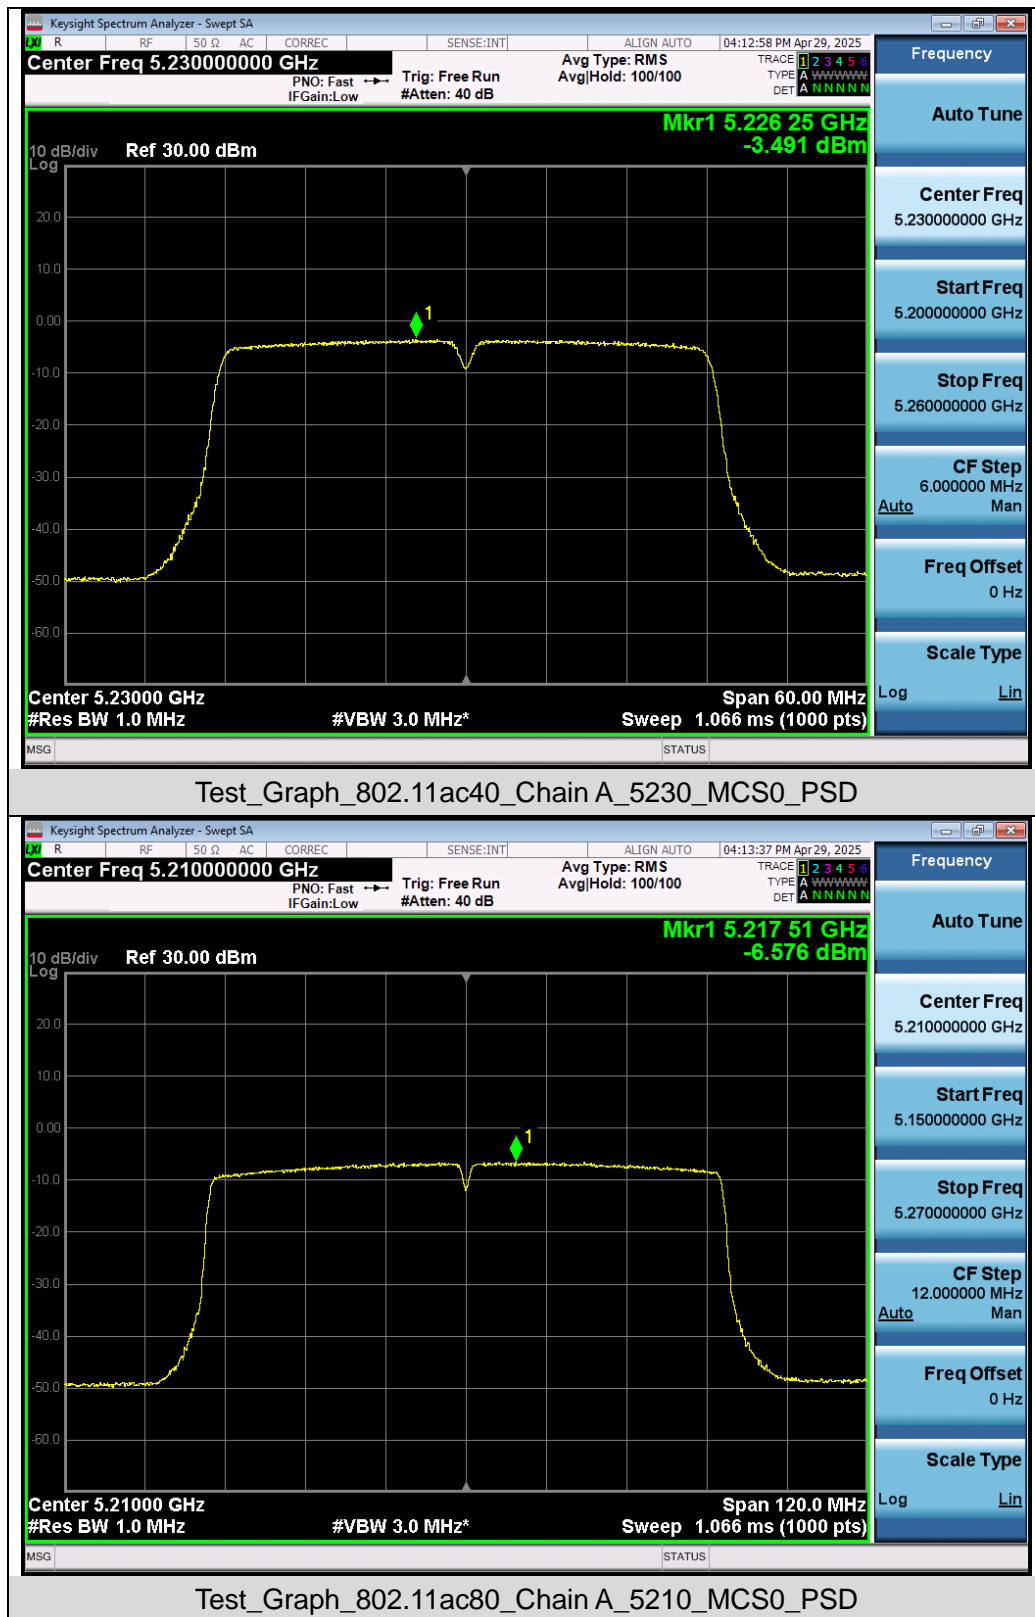 Keysight Spectrum Analyzer - Swept SA
LXI R RF 50 Ω AC CORREC SENSE:INT ALIGN AUTO 04:12:58 PM Apr 29, 2025
Center Freq 5.230000000 GHz
PNO: Fast
IFGain:Low
Trig: Free Run
#Atten: 40 dB
Avg Type: RMS
Avg|Hold: 100/100
TRACE 1 2 3 4 5 6
TYPE A WWWWW
DET A N N N N N
Frequency
Auto Tune
Center Freq
5.230000000 GHz
Start Freq
5.200000000 GHz
Stop Freq
5.260000000 GHz
CF Step
6.000000 MHz
Auto Man
Freq Offset
0 Hz
Scale Type
Log Lin
Mkr1 5.226 25 GHz
-3.491 dBm
10 dB/div Ref 30.00 dBm
Log
20.0
10.0
0.00
-10.0
-20.0
-30.0
-40.0
-50.0
-60.0
1
Center 5.23000 GHz Span 60.00 MHz
#Res BW 1.0 MHz #VBW 3.0 MHz* Sweep 1.066 ms (1000 pts)
MSG STATUS
Test_Graph_802.11ac40_Chain A_5230_MCS0_PSD
Keysight Spectrum Analyzer - Swept SA
LXI R RF 50 Ω AC CORREC SENSE:INT ALIGN AUTO 04:13:37 PM Apr 29, 2025
Center Freq 5.210000000 GHz
PNO: Fast
IFGain:Low
Trig: Free Run
#Atten: 40 dB
Avg Type: RMS
Avg|Hold: 100/100
TRACE 1 2 3 4 5 6
TYPE A WWWWW
DET A N N N N N
Frequency
Auto Tune
Center Freq
5.210000000 GHz
Start Freq
5.150000000 GHz
Stop Freq
5.270000000 GHz
CF Step
12.000000 MHz
Auto Man
Freq Offset
0 Hz
Scale Type
Log Lin
Mkr1 5.217 51 GHz
-6.576 dBm
10 dB/div Ref 30.00 dBm
Log
20.0
10.0
0.00
-10.0
-20.0
-30.0
-40.0
-50.0
-60.0
1
Center 5.21000 GHz Span 120.0 MHz
#Res BW 1.0 MHz #VBW 3.0 MHz* Sweep 1.066 ms (1000 pts)
MSG STATUS
Test_Graph_802.11ac80_Chain A_5210_MCS0_PSD